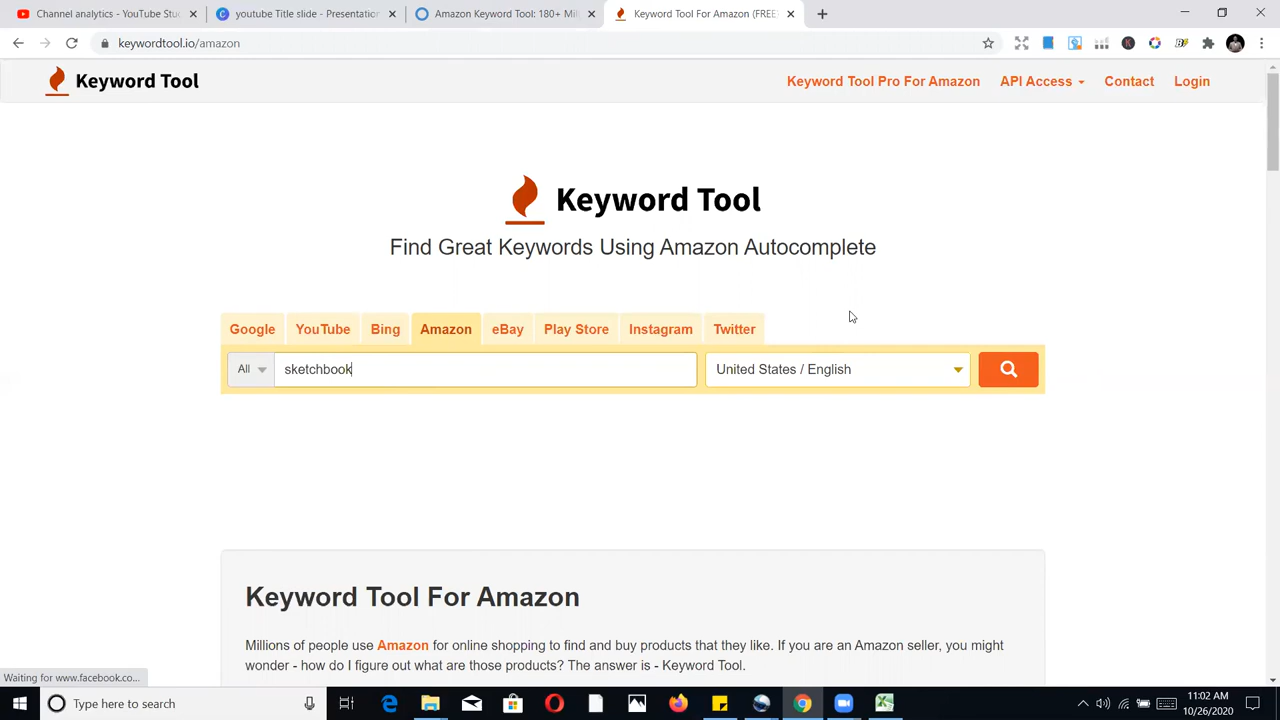 Channel analytics - YouTube Stu
youtube Title slide - Presentation
Amazon Keyword Tool: 180+ Mil
Keyword Tool For Amazon (FREE
keywordtool.io/amazon
Keyword Tool
Keyword Tool Pro For Amazon
API Access
Contact
Login
Keyword Tool
Find Great Keywords Using Amazon Autocomplete
Google
YouTube
Bing
Amazon
eBay
Play Store
Instagram
Twitter
All
sketchbook
United States / English
Keyword Tool For Amazon
Millions of people use Amazon for online shopping to find and buy products that they like. If you are an Amazon seller, you might
wonder - how do I figure out what are those products? The answer is - Keyword Tool.
Waiting for www.facebook.co...
Type here to search
11:02 AM
10/26/2020